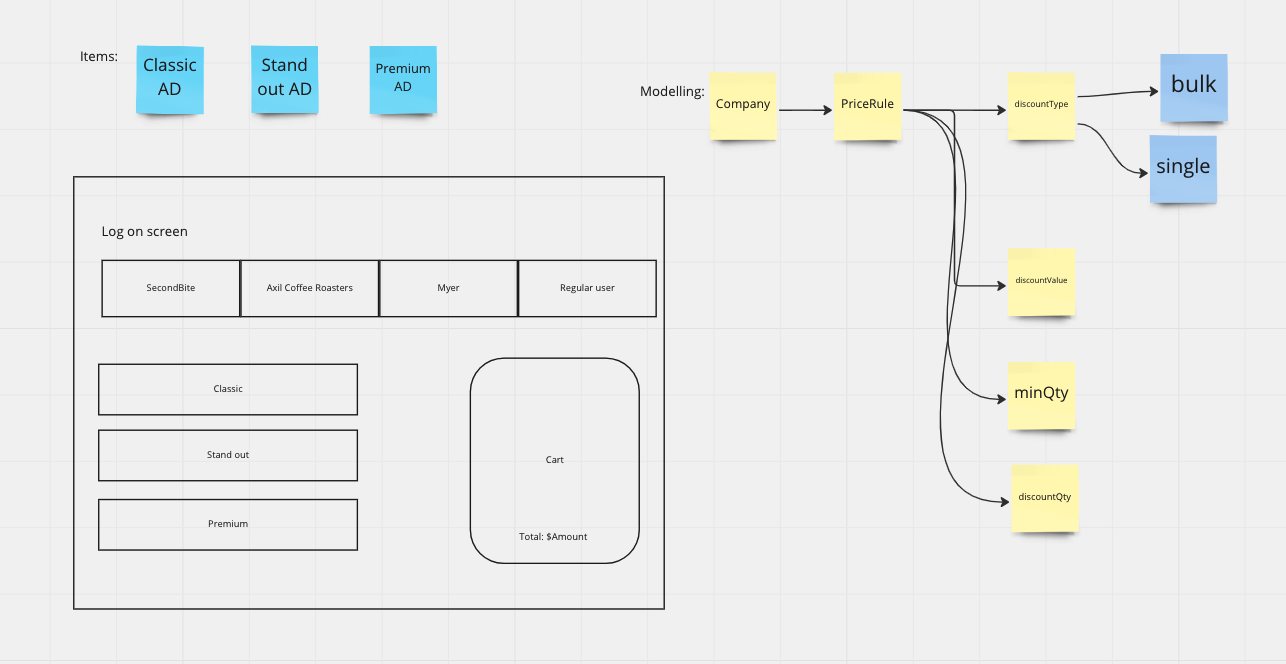 Items:
Classic
AD
Stand
out AD
Premium
AD
Modelling:
Company
PriceRule
discountType
bulk
single
discountValue
minQty
discountQty
Log on screen
SecondBite
Axil Coffee Roasters
Myer
Regular user
Classic
Stand out
Premium
Cart
Total: $Amount